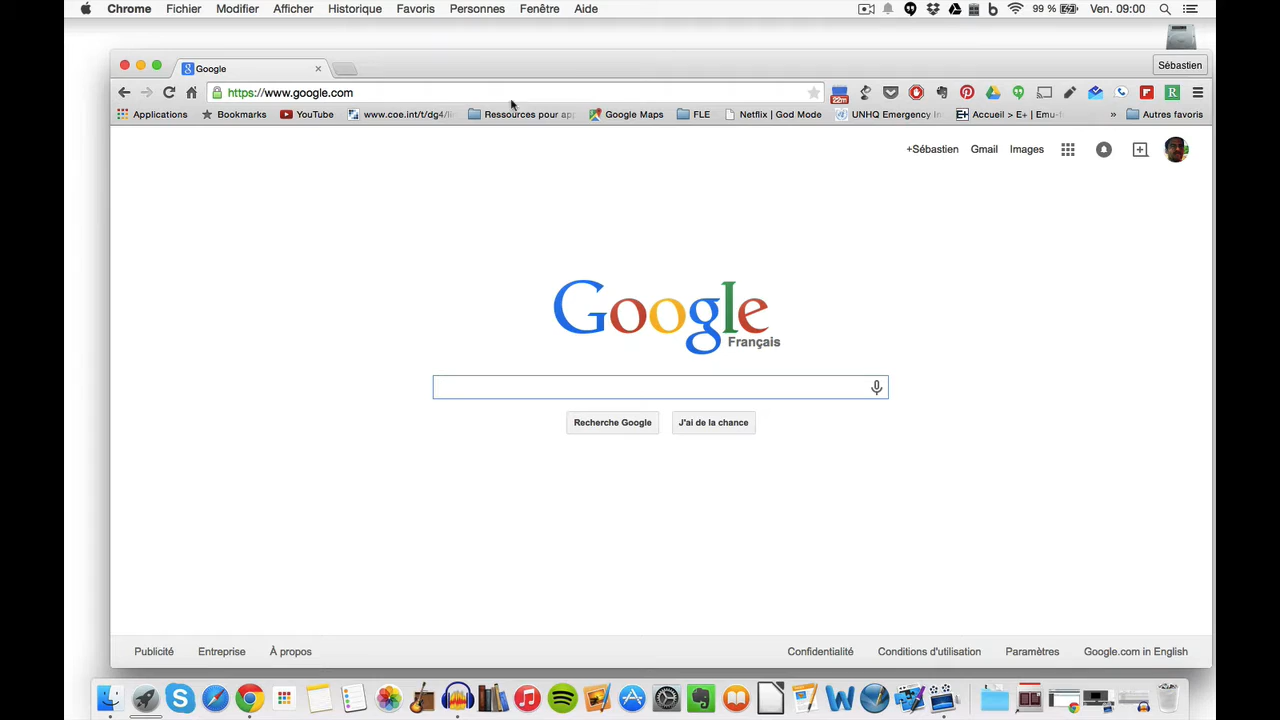 Chrome Fichier Modifier Afficher Historique Favoris Personnes Fenêtre Aide 99 % Ven. 09:00
Google Sébastien
https://www.google.com
22m
Applications Bookmarks YouTube www.coe.int/t/dg4/li Ressources pour app Google Maps FLE Netflix | God Mode UNHQ Emergency In Accueil > E+ | Emu-f » Autres favoris
+Sébastien Gmail Images
Google
Français
Recherche Google J'ai de la chance
Publicité Entreprise À propos Confidentialité Conditions d'utilisation Paramètres Google.com in English